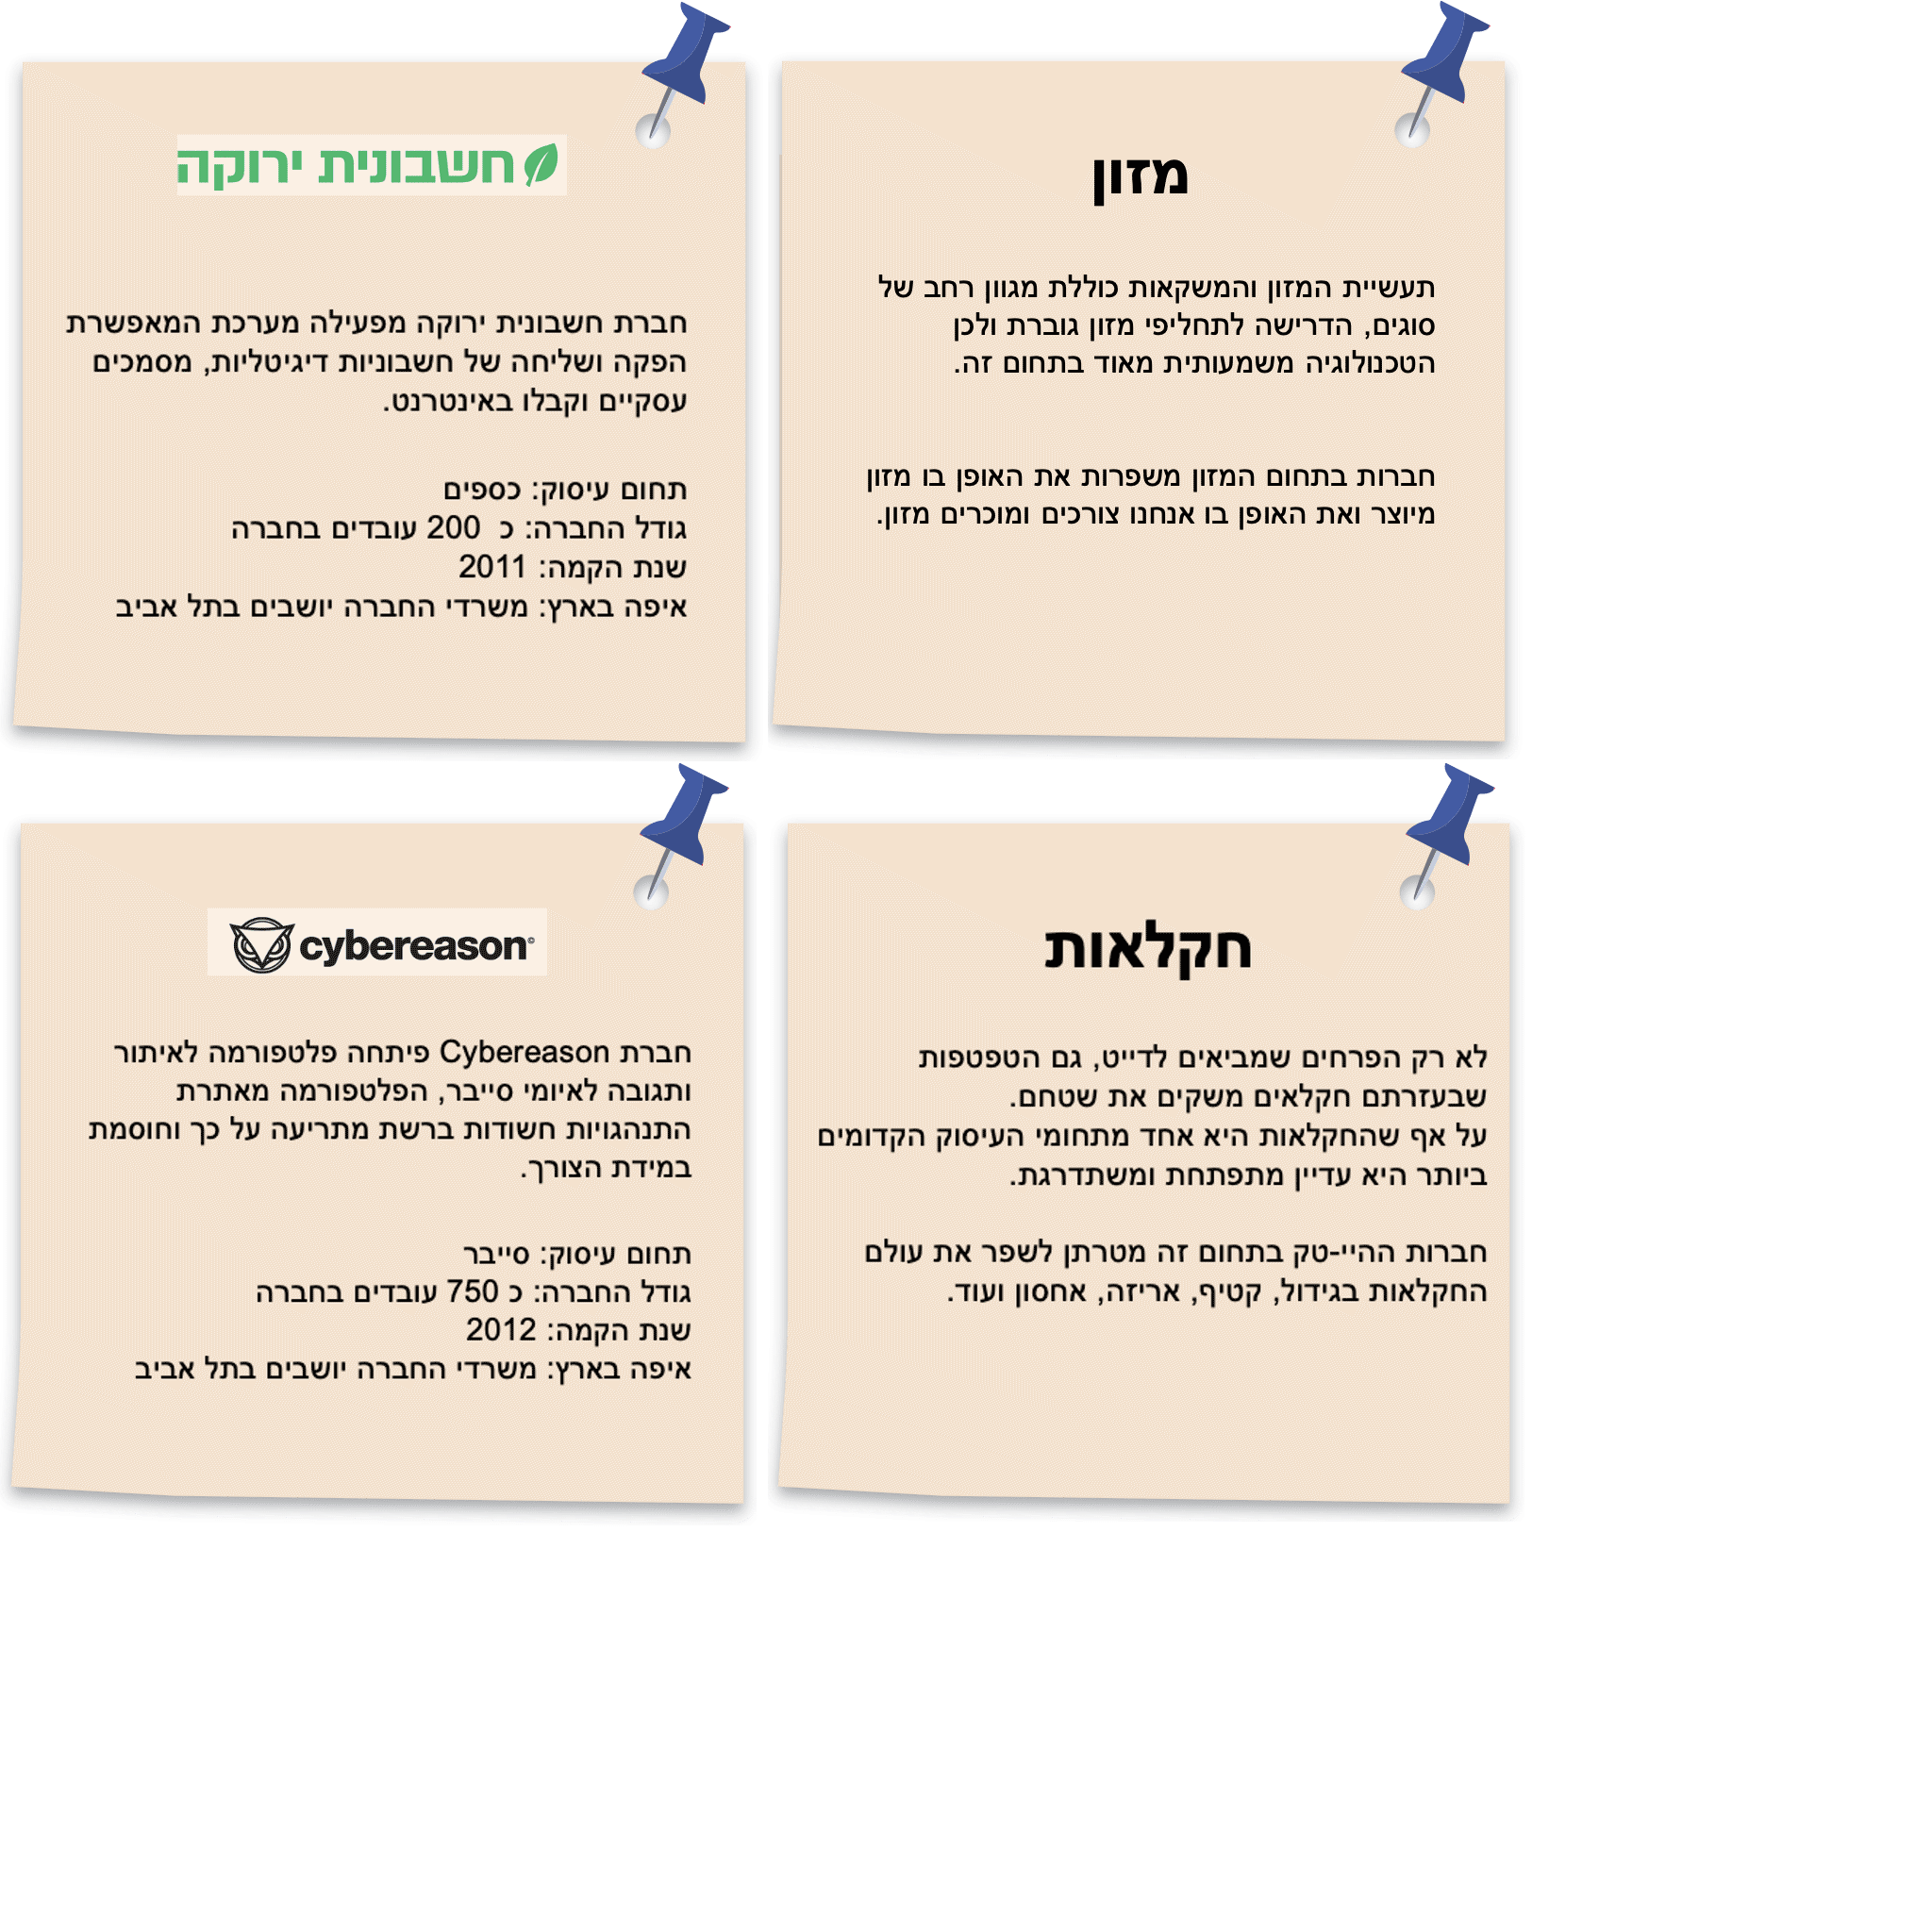 מזון
תעשיית המזון והמשקאות כוללת מגוון רחב של
סוגים, הדרישה לתחליפי מזון גוברת ולכן
הטכנולוגיה משמעותית מאוד בתחום זה.
חברות בתחום המזון משפרות את האופן בו מזון
מיוצר ואת האופן בו אנחנו צורכים ומוכרים מזון.
חשבונית ירוקה
חברת חשבונית ירוקה מפעילה מערכת המאפשרת
הפקה ושליחה של חשבוניות דיגיטליות, מסמכים
עסקיים וקבלו באינטרנט.
תחום עיסוק: כספים
גודל החברה: כ 200 עובדים בחברה
שנת הקמה: 2011
איפה בארץ: משרדי החברה יושבים בתל אביב
חקלאות
לא רק הפרחים שמביאים לדייט, גם הטפטפות
שבעזרתם חקלאים משקים את שטחם.
על אף שהחקלאות היא אחד מתחומי העיסוק הקדומים
ביותר היא עדיין מתפתחת ומשתדרגת.
חברות ההיי-טק בתחום זה מטרתן לשפר את עולם
החקלאות בגידול, קטיף, אריזה, אחסון ועוד.
cybereason©
חברת Cybereason פיתחה פלטפורמה לאיתור
ותגובה לאיומי סייבר, הפלטפורמה מאתרת
התנהגויות חשודות ברשת מתריעה על כך וחוסמת
במידת הצורך.
תחום עיסוק: סייבר
גודל החברה: כ 750 עובדים בחברה
שנת הקמה: 2012
איפה בארץ: משרדי החברה יושבים בתל אביב